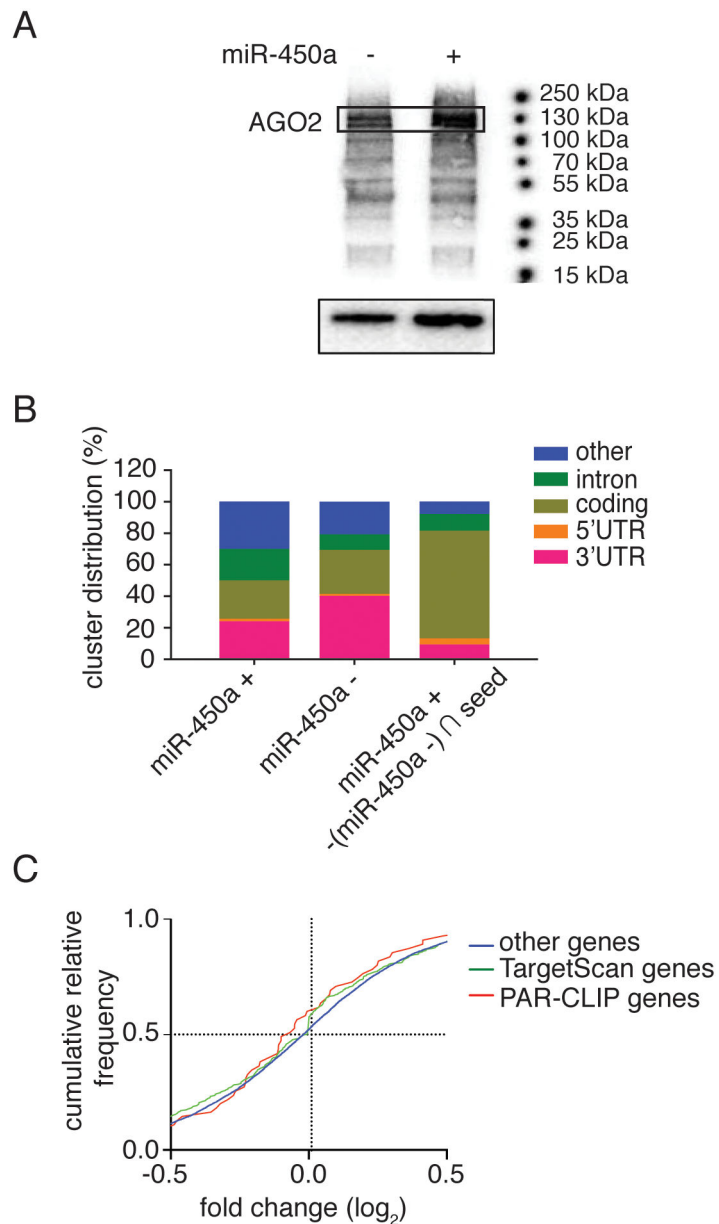 A
miR-450a - +
AGO2
250 kDa
130 kDa
100 kDa
70 kDa
55 kDa
35 kDa
25 kDa
15 kDa
B
cluster distribution (%)
120
100
80
60
40
20
0
other
intron
coding
5'UTR
3'UTR
miR-450a +
miR-450a -
miR-450a +
-(miR-450a -) ∩ seed
C
cumulative relative
frequency
1.0
0.5
0.0
-0.5 0.0 0.5
fold change (log₂)
other genes
TargetScan genes
PAR-CLIP genes